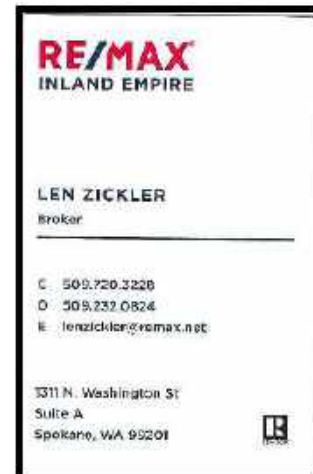 RE/MAX
INLAND EMPIRE
LEN ZICKLER
Broker
C 509.720.3228
O 509.232.0824
E lenzickler@remax.net
1311 N. Washington St
Suite A
Spokane, WA 99201